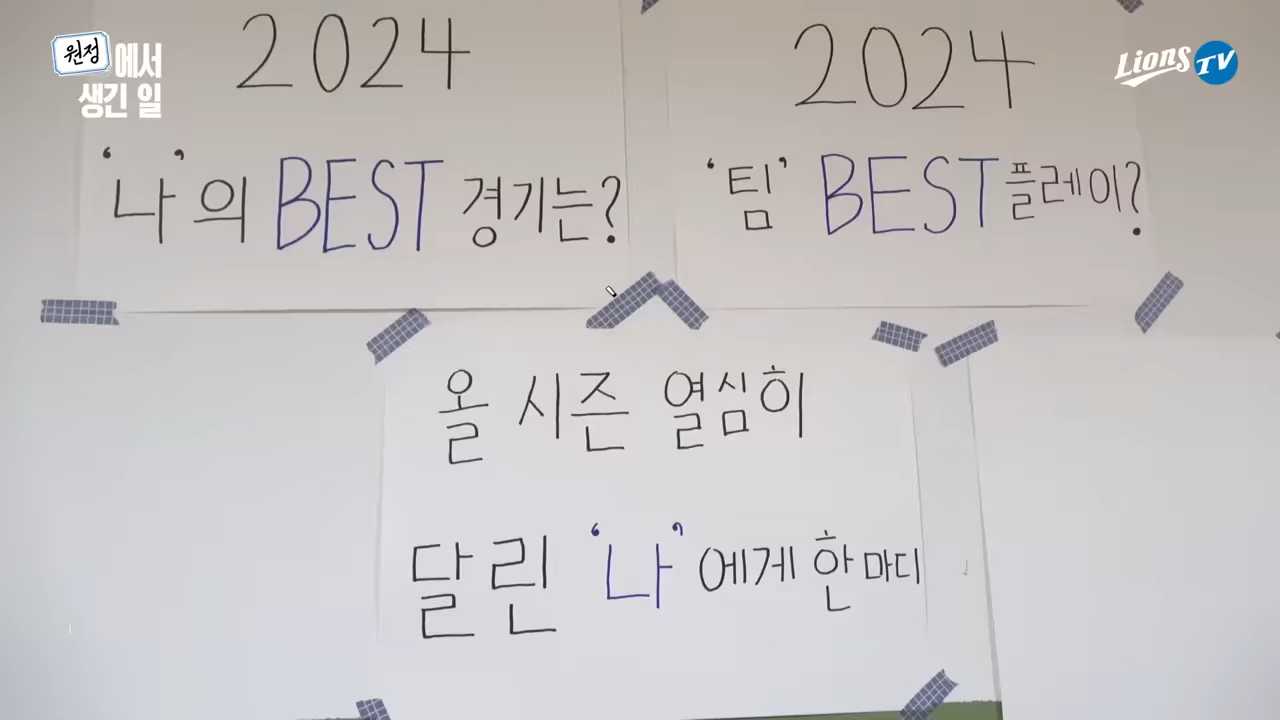 원정에서
생긴 일
Lions TV
2024
'나'의 BEST 경기는?
2024
'팀' BEST 플레이?
올 시즌 열심히
달린 '나'에게 한마디